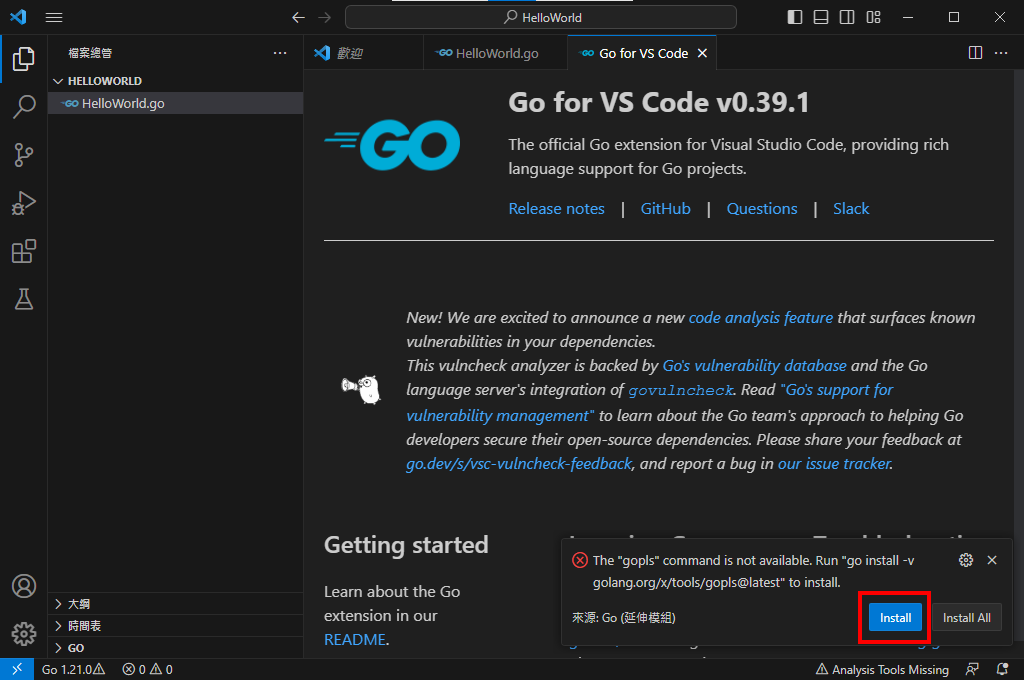 HelloWorld
檔案總管
HELLOWORLD
GO HelloWorld.go
歡迎
GO HelloWorld.go
GO Go for VS Code
GO
Go for VS Code v0.39.1
The official Go extension for Visual Studio Code, providing rich
language support for Go projects.
Release notes | GitHub | Questions | Slack
New! We are excited to announce a new code analysis feature that surfaces known
vulnerabilities in your dependencies.
This vulncheck analyzer is backed by Go's vulnerability database and the Go
language server's integration of govulncheck. Read "Go's support for
vulnerability management" to learn about the Go team's approach to helping Go
developers secure their open-source dependencies. Please share your feedback at
go.dev/s/vsc-vulncheck-feedback, and report a bug in our issue tracker.
Getting started
Learn about the Go
extension in our
README.
The "gopls" command is not available. Run "go install -v
golang.org/x/tools/gopls@latest" to install.
來源: Go (延伸模組)
Install
Install All
大綱
時間表
GO
Go 1.21.0
0 0
Analysis Tools Missing